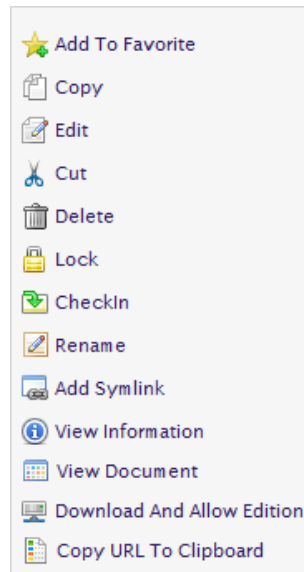 Add To Favorite
Copy
Edit
Cut
Delete
Lock
CheckIn
Rename
Add Symlink
View Information
View Document
Download And Allow Edition
Copy URL To Clipboard